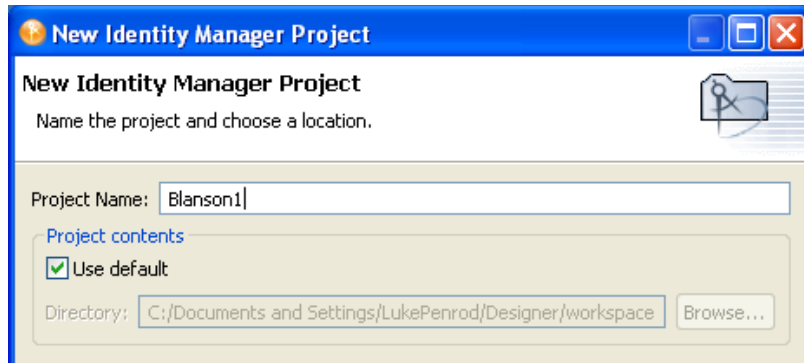 New Identity Manager Project
New Identity Manager Project
Name the project and choose a location.
Project Name: Blanson1
Project contents
Use default
Directory: C:/Documents and Settings/LukePenrod/Designer/workspace Browse...